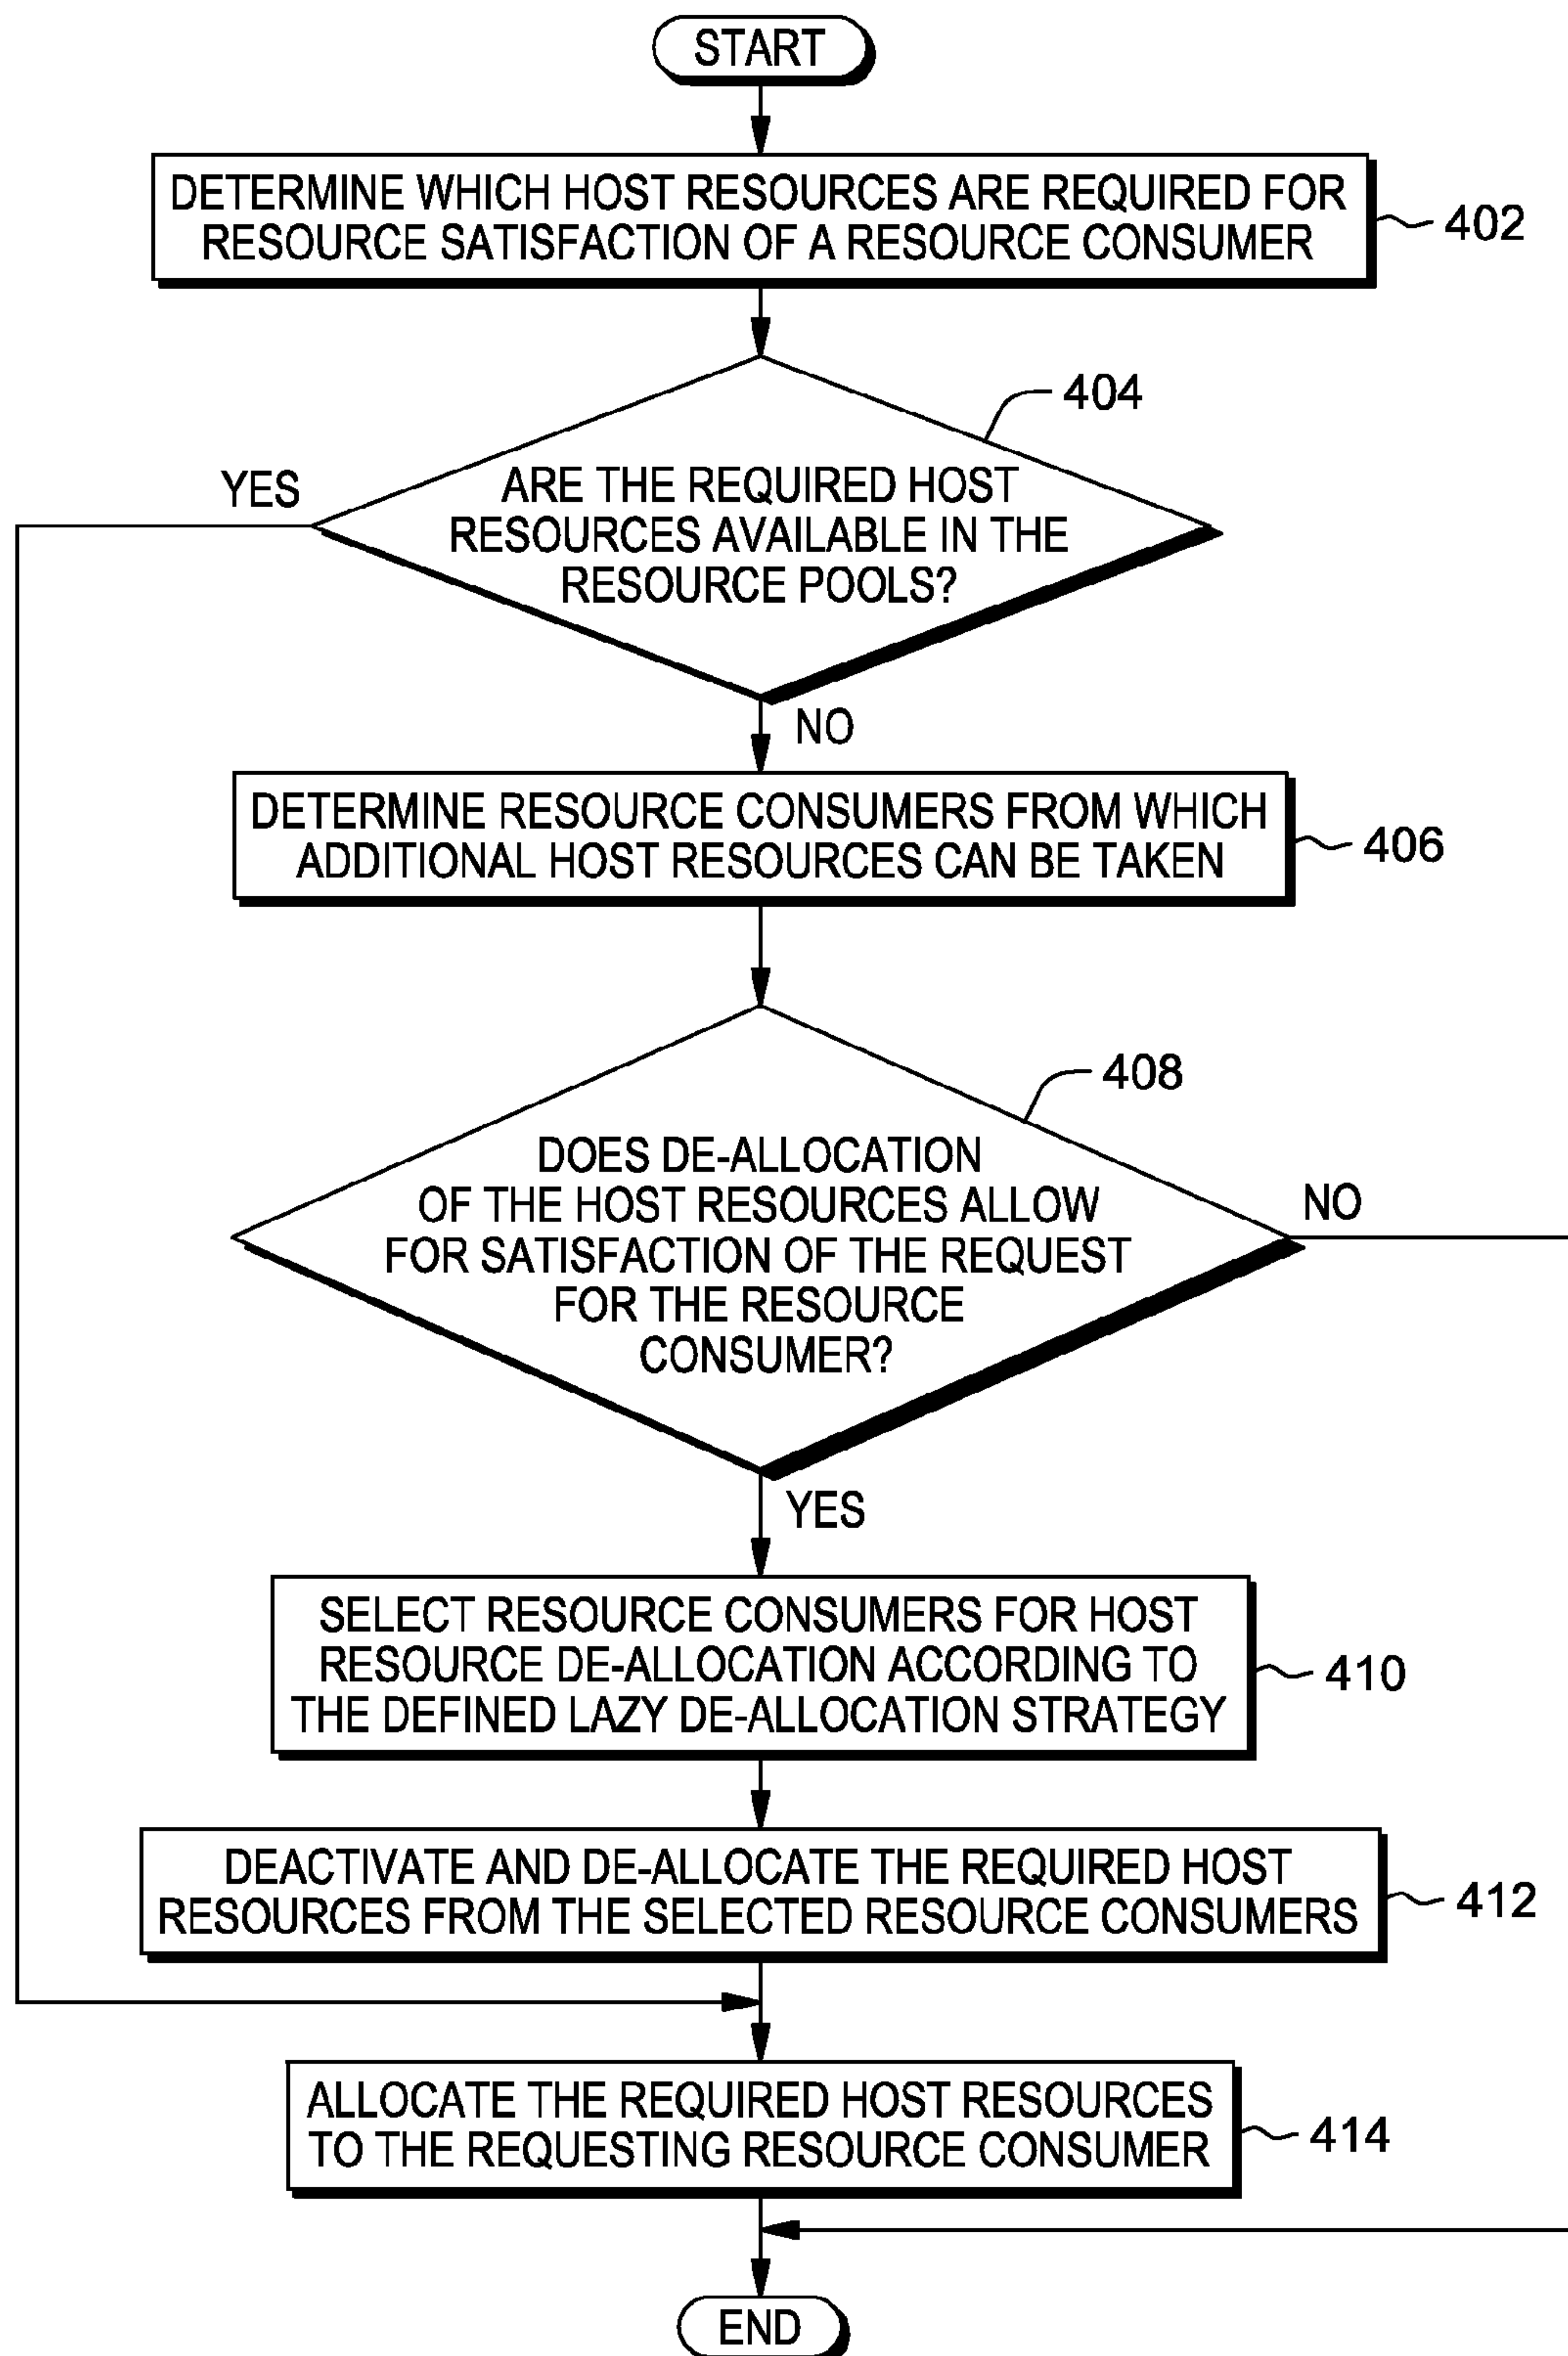 START
DETERMINE WHICH HOST RESOURCES ARE REQUIRED FOR
RESOURCE SATISFACTION OF A RESOURCE CONSUMER
402
404
YES
ARE THE REQUIRED HOST
RESOURCES AVAILABLE IN THE
RESOURCE POOLS?
NO
DETERMINE RESOURCE CONSUMERS FROM WHICH
ADDITIONAL HOST RESOURCES CAN BE TAKEN
406
408
DOES DE-ALLOCATION
OF THE HOST RESOURCES ALLOW
FOR SATISFACTION OF THE REQUEST
FOR THE RESOURCE
CONSUMER?
NO
YES
SELECT RESOURCE CONSUMERS FOR HOST
RESOURCE DE-ALLOCATION ACCORDING TO
THE DEFINED LAZY DE-ALLOCATION STRATEGY
410
DEACTIVATE AND DE-ALLOCATE THE REQUIRED HOST
RESOURCES FROM THE SELECTED RESOURCE CONSUMERS
412
ALLOCATE THE REQUIRED HOST RESOURCES
TO THE REQUESTING RESOURCE CONSUMER
414
END